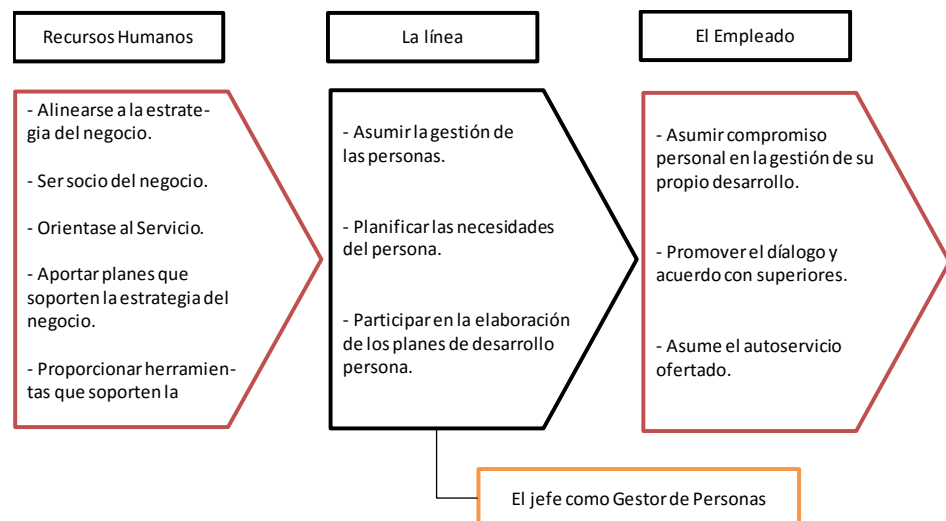 Recursos Humanos
- Alinearse a la estrate-
gia del negocio.
- Ser socio del negocio.
- Orientase al Servicio.
- Aportar planes que
soporten la estrategia del
negocio.
- Proporcionar herramien-
tas que soporten la
La línea
- Asumir la gestión de
las personas.
- Planificar las necesidades
del persona.
- Participar en la elaboración
de los planes de desarrollo
persona.
El Empleado
- Asumir compromiso
personal en la gestión de su
propio desarrollo.
- Promover el díalogo y
acuerdo con superiores.
- Asume el autoservicio
ofertado.
El jefe como Gestor de Personas